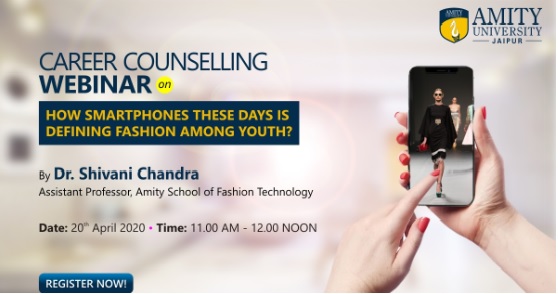 AMITY
UNIVERSITY
JAIPUR
CAREER COUNSELLING
WEBINAR on
HOW SMARTPHONES THESE DAYS IS
DEFINING FASHION AMONG YOUTH?
By Dr. Shivani Chandra
Assistant Professor, Amity School of Fashion Technology
Date: 20th April 2020 • Time: 11.00 AM - 12.00 NOON
REGISTER NOW!